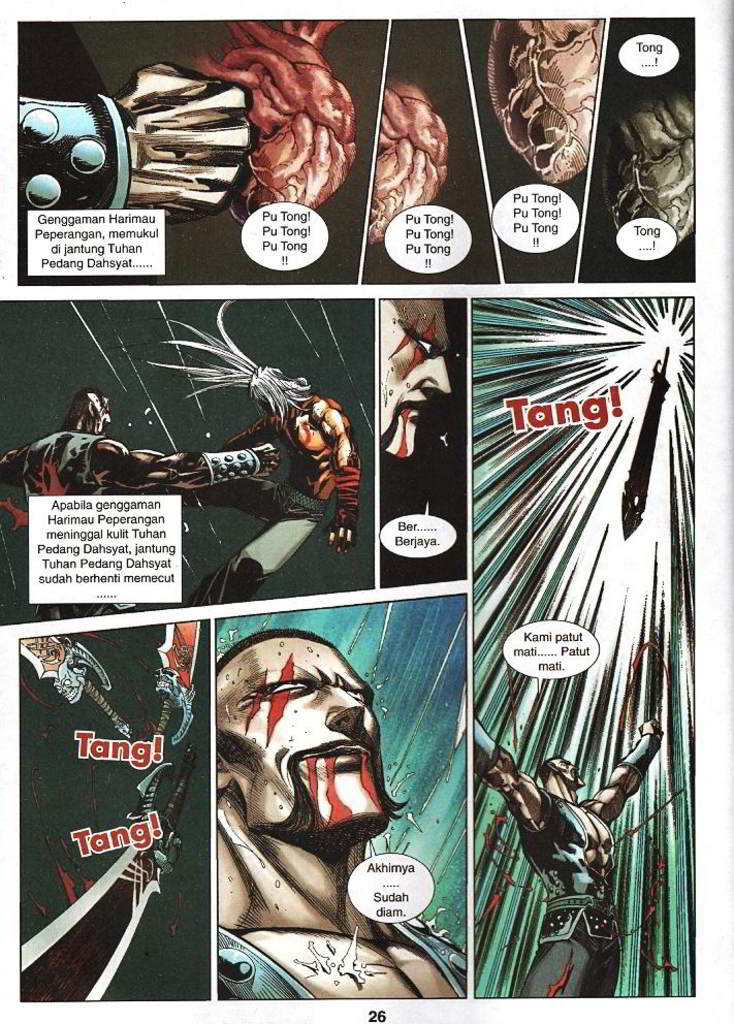 Genggaman Harimau
Peperangan, memukul
di jantung Tuhan
Pedang Dahsyat......
Pu Tong!
Pu Tong!
Pu Tong
!!
Pu Tong!
Pu Tong!
Pu Tong
!!
Pu Tong!
Pu Tong!
Pu Tong
!!
Tong
....!
Tong
....!
Apabila genggaman
Harimau Peperangan
meninggal kulit Tuhan
Pedang Dahsyat, jantung
Tuhan Pedang Dahsyat
sudah berhenti memecut
......
Ber......
Berjaya.
Tang!
Kami patut
mati...... Patut
mati.
Tang!
Tang!
Akhirnya
.....
Sudah
diam.
26